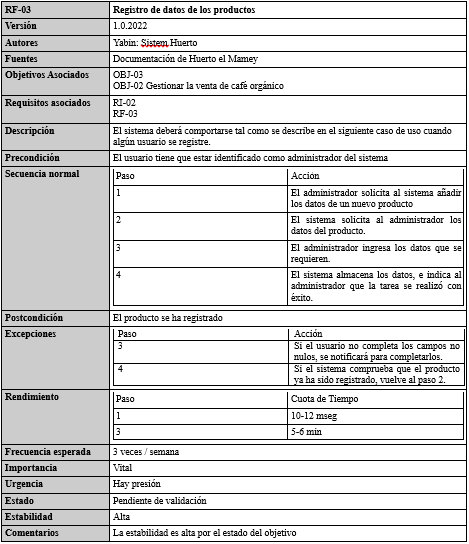 RF-03 Registro de datos de los productos
Versión 1.0.2022
Autores Yabin: Sistem Huerto
Fuentes Documentación de Huerto el Mamey
Objetivos Asociados OBJ-03
OBJ-02 Gestionar la venta de café orgánico
Requisitos asociados RI-02
RF-03
Descripción El sistema deberá comportarse tal como se describe en el siguiente caso de uso cuando
algún usuario se registre.
Precondición El usuario tiene que estar identificado como administrador del sistema
Secuencia normal Paso Acción
1 El administrador solicita al sistema añadir
los datos de un nuevo producto
2 El sistema solicita al administrador los
datos del producto.
3 El administrador ingresa los datos que se
requieren.
4 El sistema almacena los datos, e indica al
administrador que la tarea se realizó con
éxito.
Postcondición El producto se ha registrado
Excepciones Paso Acción
3 Si el usuario no completa los campos no
nulos, se notificará para completarlos.
4 Si el sistema comprueba que el producto
ya ha sido registrado, vuelve al paso 2.
Rendimiento Paso Cuota de Tiempo
1 10-12 mseg
3 5-6 min
Frecuencia esperada 3 veces / semana
Importancia Vital
Urgencia Hay presión
Estado Pendiente de validación
Estabilidad Alta
Comentarios La estabilidad es alta por el estado del objetivo